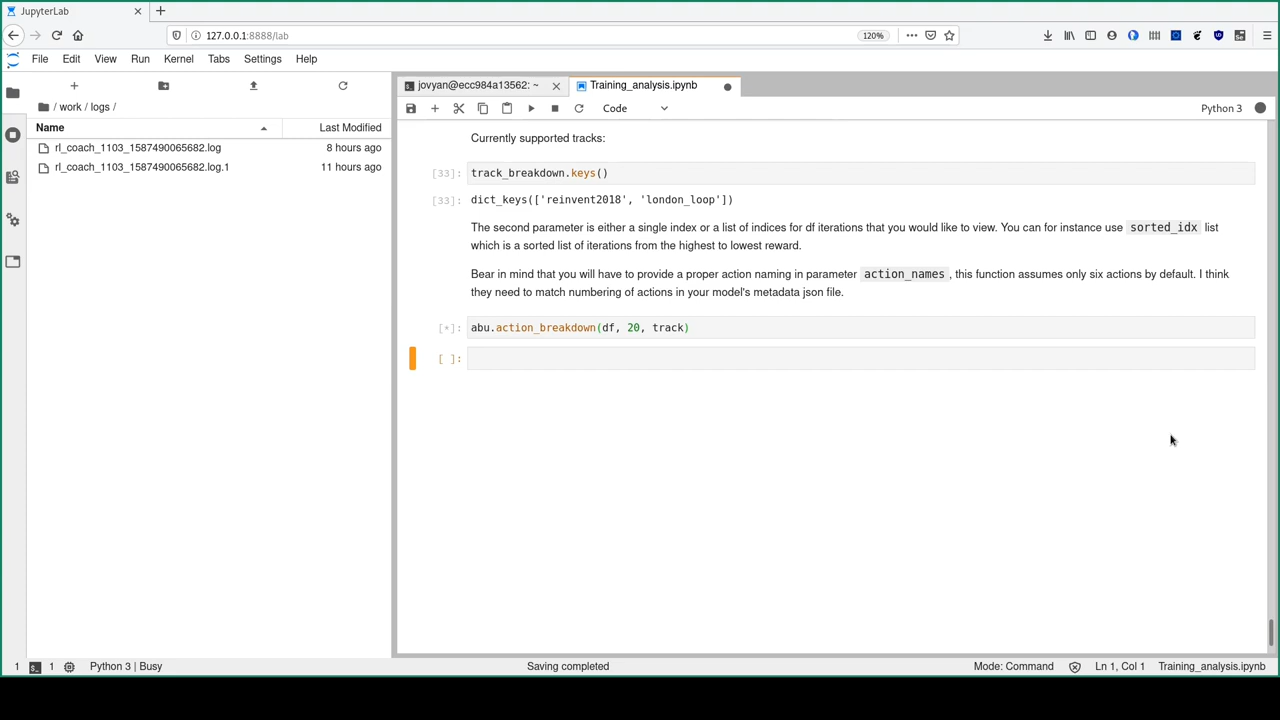 JupyterLab
127.0.0.1:8888/lab
120%
File Edit View Run Kernel Tabs Settings Help
/ work / logs /
Name Last Modified
rl_coach_1103_1587490065682.log 8 hours ago
rl_coach_1103_1587490065682.log.1 11 hours ago
jovyan@ecc984a13562: ~
Training_analysis.ipynb
Code
Python 3
Currently supported tracks:
[33]: track_breakdown.keys()
[33]: dict_keys(['reinvent2018', 'london_loop'])
The second parameter is either a single index or a list of indices for df iterations that you would like to view. You can for instance use sorted_idx list
which is a sorted list of iterations from the highest to lowest reward.
Bear in mind that you will have to provide a proper action naming in parameter action_names , this function assumes only six actions by default. I think
they need to match numbering of actions in your model's metadata json file.
[*]: abu.action_breakdown(df, 20, track)
[ ]:
1 $_ 1 Python 3 | Busy Saving completed Mode: Command Ln 1, Col 1 Training_analysis.ipynb